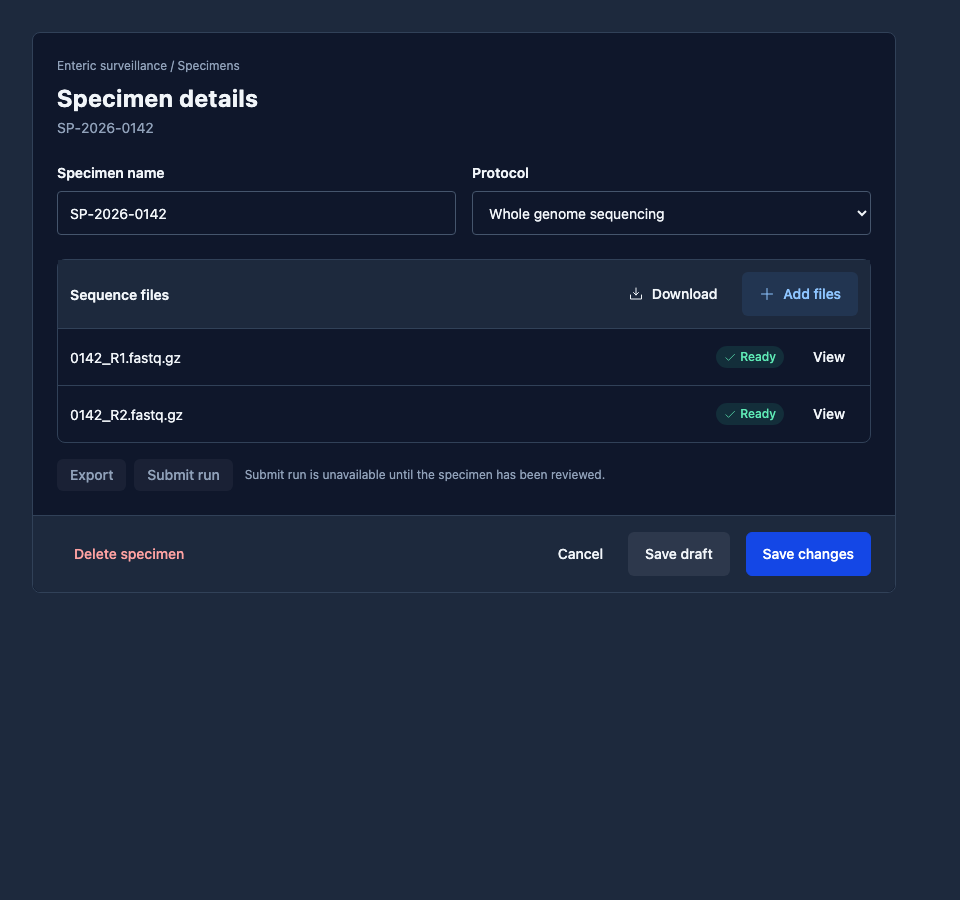 Enteric surveillance / Specimens
Specimen details
SP-2026-0142
Specimen name
Protocol
SP-2026-0142
Whole genome sequencing
Sequence files
Download
Add files
0142_R1.fastq.gz
Ready
View
0142_R2.fastq.gz
Ready
View
Export
Submit run
Submit run is unavailable until the specimen has been reviewed.
Delete specimen
Cancel
Save draft
Save changes